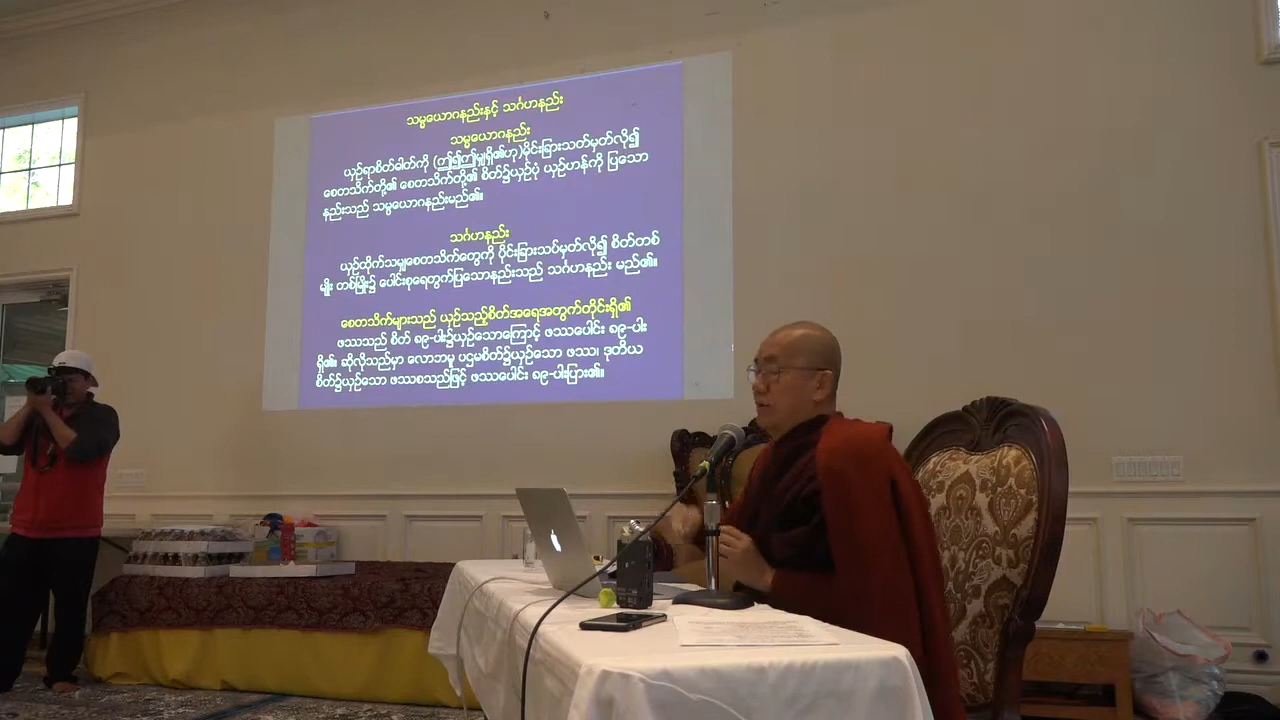 သမ္ပယောဂနည်းနှင့် သင်္ဂဟနည်း
သမ္ပယောဂနည်း
ယှဉ်ရာစိတ်ဓါတ်ကို (ဤ၍ဤမျှရှိ၏ဟု)မိုင်းခြားသတ်မှတ်လို၍
စေတသိက်တို့၏ စေတသိက်တို့၏ စိတ်၌ယှဉ်ပုံ ယှဉ်ဟန်ကို ပြသော
နည်းသည် သမ္ပယောဂနည်းမည်၏။
သင်္ဂဟနည်း
ယှဉ်ထိုက်သမျှစေတသိက်တွေကို ပိုင်းခြားသပ်မှတ်လို၍ စိတ်တစ်
မျိုး တစ်မျိုး၌ ပေါင်းစုရေတွက်ပြသောနည်းသည် သင်္ဂဟနည်း မည်၏။
စေတသိက်များသည် ယှဉ်သည့်စိတ်အရေအတွက်တိုင်းရှိ၏
ဖဿသည် စိတ် ၈၉-ပါး၌ယှဉ်သောကြောင့် ဖဿပေါင်း ၈၉-ပါး
ရှိ၏။ ဆိုလိုသည်မှာ လောဘမူ ပဌမစိတ်၌ယှဉ်သော ဖဿ၊ ဒုတိယ
စိတ်၌ယှဉ်သော ဖဿစသည်ဖြင့် ဖဿပေါင်း ၈၉-ပါးပြား၏။